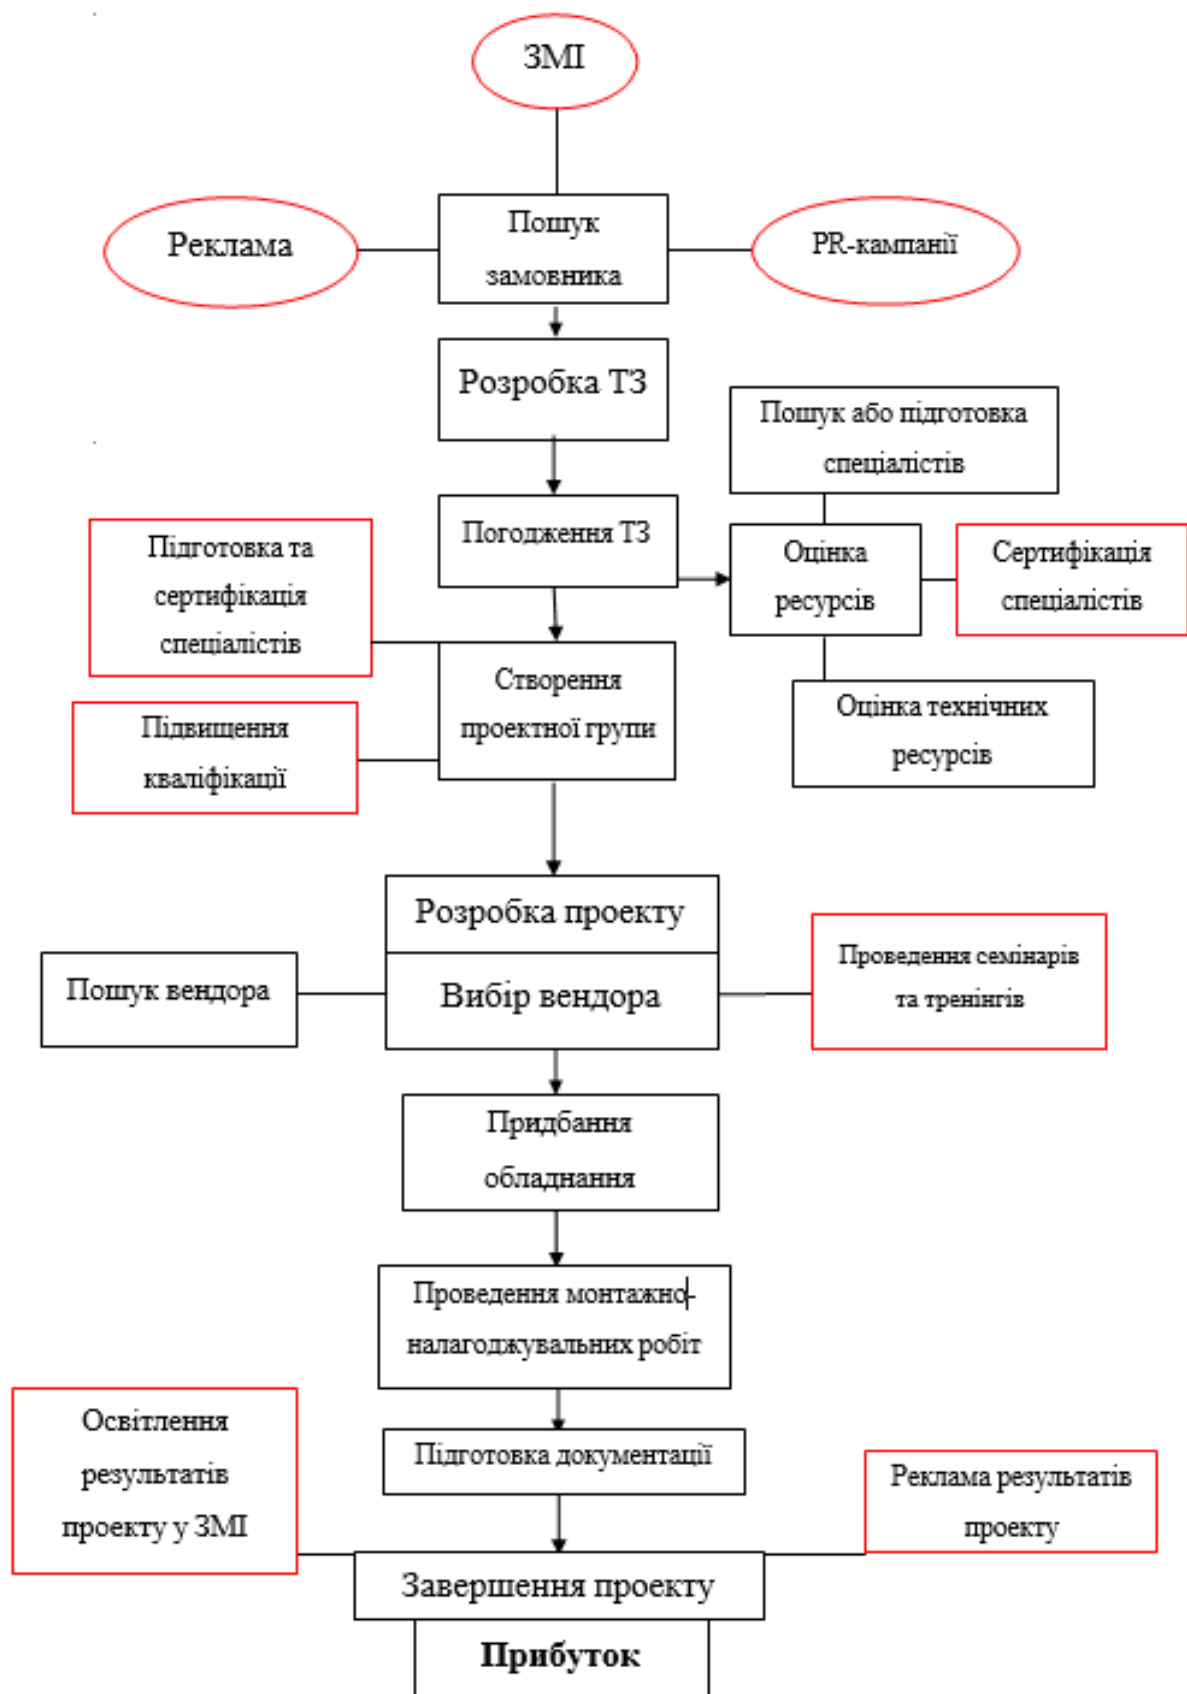 ЗМІ
Реклама
Пошук
замовника
PR-кампанії
Розробка ТЗ
Пошук або підготовка
спеціалістів
Погодження ТЗ
Оцінка
ресурсів
Сертифікація
спеціалістів
Підготовка та
сертифікація
спеціалістів
Створення
проектної групи
Оцінка технічних
ресурсів
Підвищення
кваліфікації
Розробка проекту
Пошук вендора
Вибір вендора
Проведення семінарів
та тренінгів
Придбання
обладнання
Проведення монтажно-
налагоджувальних робіт
Освітлення
результатів
проекту у ЗМІ
Підготовка документації
Реклама результатів
проекту
Завершення проекту
Прибуток